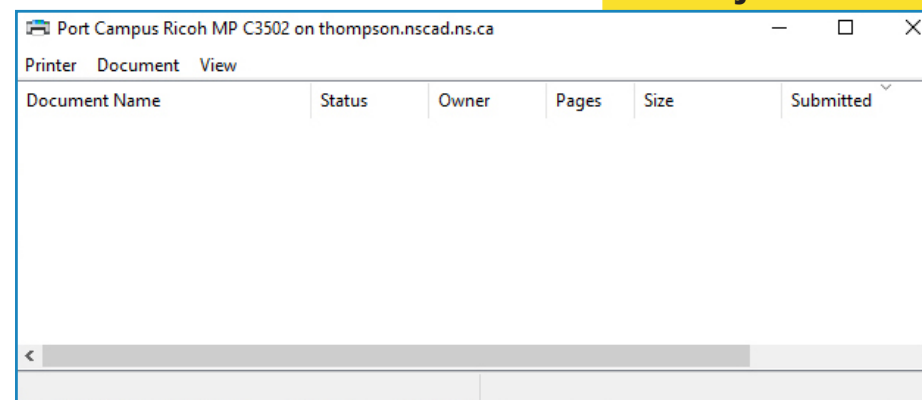 Port Campus Ricoh MP C3502 on thompson.nscad.ns.ca
Printer Document View
Document Name Status Owner Pages Size Submitted